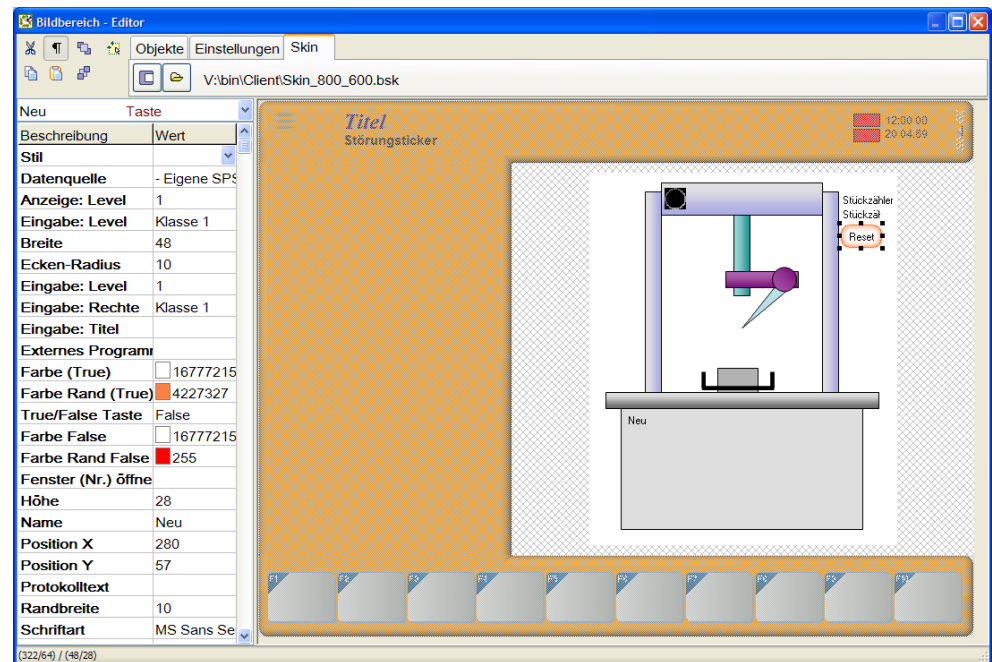 Bildbereich - Editor
Objekte Einstellungen Skin
V:\bin\Client\Skin_800_600.bsk
Neu Taste
Beschreibung Wert
Stil
Datenquelle - Eigene SPS
Anzeige: Level 1
Eingabe: Level Klasse 1
Breite 48
Ecken-Radius 10
Eingabe: Level 1
Eingabe: Rechte Klasse 1
Eingabe: Titel
Externes Programm
Farbe (True) 16777215
Farbe Rand (True) 4227327
True/False Taste False
Farbe False 16777215
Farbe Rand False 255
Fenster (Nr.) öffne
Höhe 28
Name Neu
Position X 280
Position Y 57
Protokolltext
Randbreite 10
Schriftart MS Sans Se
(322/64) / (48/28)
Titel
Störungsticker
12:00:00
20.04.69
Stückzähler
Stückzäl
Reset
Neu
F1 F2 F3 F4 F5 F6 F7 F8 F9 F10